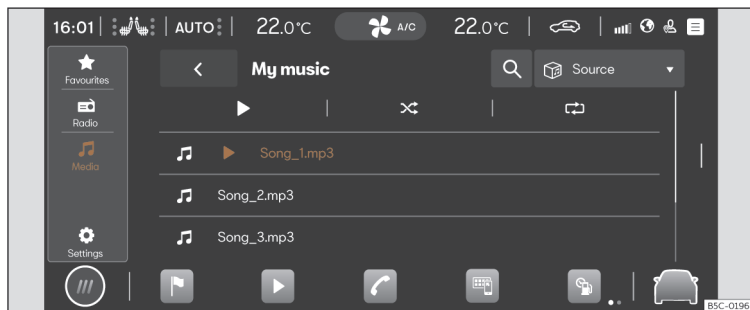 16:01 AUTO 22.0°C A/C 22.0°C
Favourites
My music
Source
Radio
Media
Song_1.mp3
Song_2.mp3
Song_3.mp3
Settings
B5C-0196